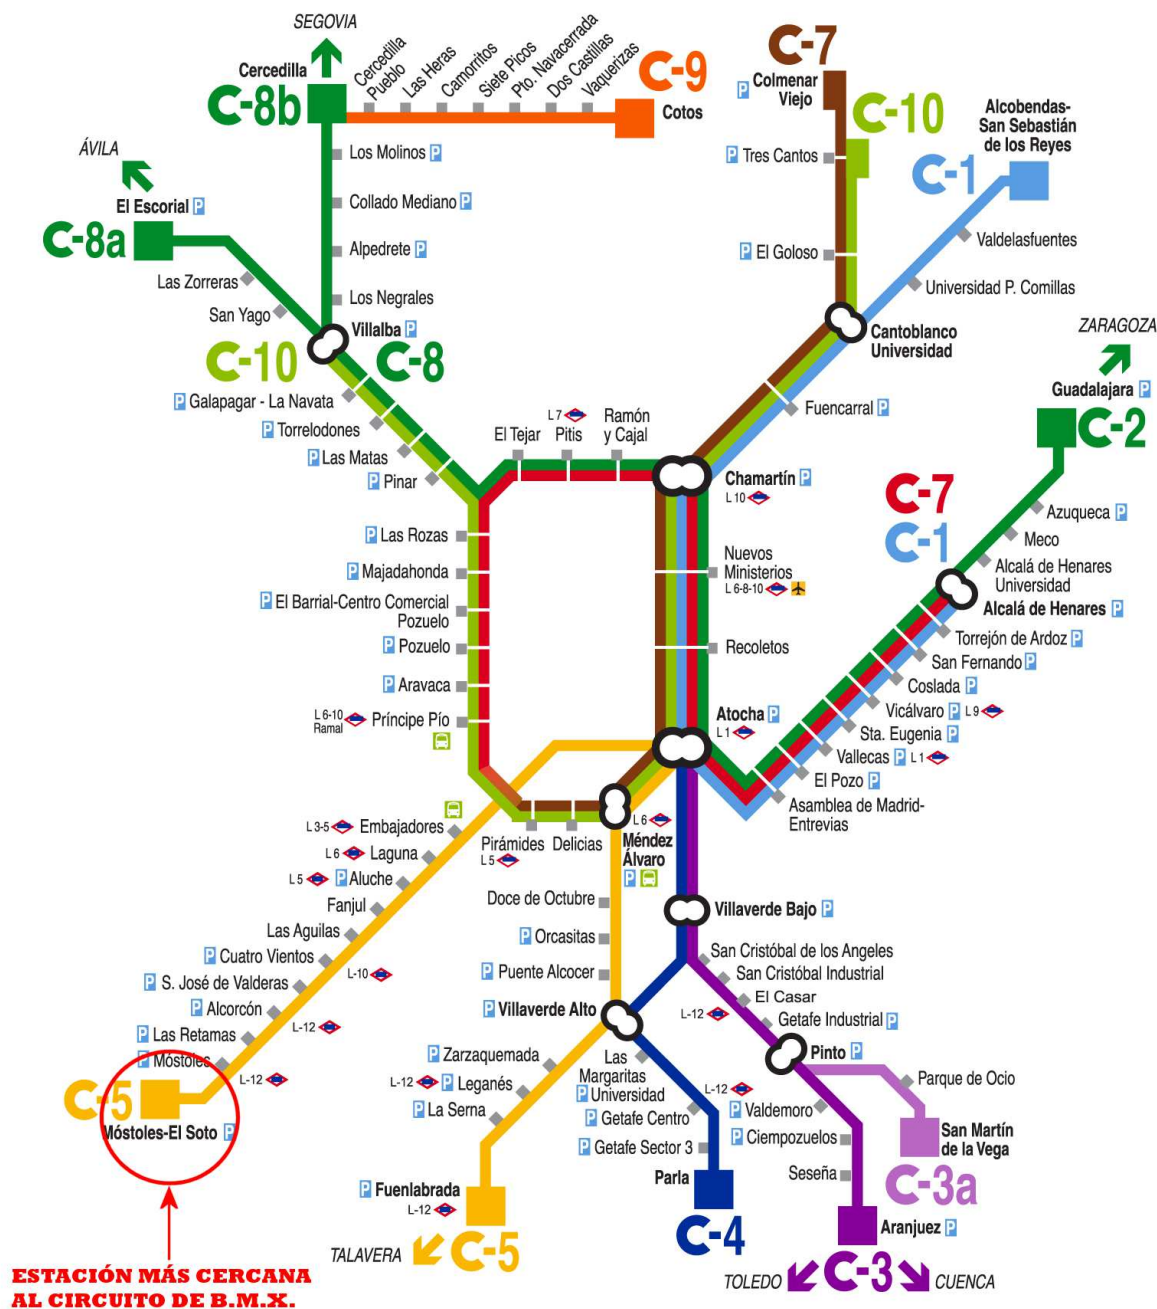 SEGOVIA
Cercedilla
C-8b
Cercedilla
Pueblo
Las Heras
Camorritos
Siete Picos
Pto. Navacerrada
Dos Castillas
Vaquerizas
C-9
Cotos
C-7
P Colmenar
Viejo
C-10
P Tres Cantos
P El Goloso
Alcobendas-
San Sebastián
de los Reyes
C-1
Valdelasfuentes
Universidad P. Comillas
Cantoblanco
Universidad
Los Molinos P
Collado Mediano P
Alpedrete P
Los Negrales
ÁVILA
El Escorial P
C-8a
Las Zorreras
San Yago
Villalba P
C-10
C-8
P Galapagar - La Navata
P Torrelodones
P Las Matas
P Pinar
El Tejar
L 7
Pitis
Ramón
y Cajal
Fuencarral P
Chamartín P
L 10
ZARAGOZA
Guadalajara P
C-2
Azuqueca P
Meco
Alcalá de Henares
Universidad
C-7
C-1
Alcalá de Henares P
Torrejón de Ardoz P
San Fernando P
Coslada P
Vicálvaro P L 9
Sta. Eugenia P
Vallecas P L 1
El Pozo P
Asamblea de Madrid-
Entrevias
Nuevos
Ministerios
L 6-8-10
Recoletos
Atocha P
L 1
P Las Rozas
P Majadahonda
P El Barrial-Centro Comercial
Pozuelo
P Pozuelo
P Aravaca
L 6-10
Ramal
Príncipe Pío
L 3-5 Embajadores
L 6 Laguna
L 5 P Aluche
Fanjul
Las Aguilas
P Cuatro Vientos
L-10
P S. José de Valderas
P Alcorcón
L-12
P Las Retamas
P Móstoles
L-12
C-5
Móstoles-El Soto P
Pirámides
L 5
Delicias
L 6
Méndez
Álvaro
P
Doce de Octubre
P Orcasitas
P Puente Alcocer
P Villaverde Alto
P Zarzaquemada
L-12 P Leganés
P La Serna
P Fuenlabrada
L-12
TALAVERA
C-5
Las
Margaritas
P Universidad
P Getafe Centro
P Getafe Sector 3
Parla
C-4
Villaverde Bajo P
San Cristóbal de los Angeles
San Cristóbal Industrial
El Casar
L-12
Getafe Industrial P
Pinto P
Parque de Ocio
San Martín
de la Vega
C-3a
L-12
P Valdemoro
P Ciempozuelos
Seseña
Aranjuez P
TOLEDO
C-3
CUENCA
ESTACIÓN MÁS CERCANA
AL CIRCUITO DE B.M.X.